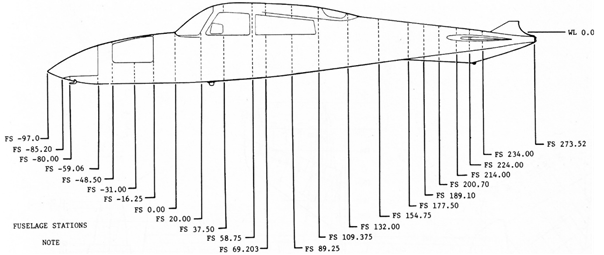 WL 0.0
FS -97.0
FS -85.20
FS -80.00
FS -59.06
FS -48.50
FS -31.00
FS -16.25
FS 0.00
FS 20.00
FS 37.50
FS 58.75
FS 69.203
FS 89.25
FS 109.375
FS 132.00
FS 154.75
FS 177.50
FS 189.10
FS 200.70
FS 214.00
FS 224.00
FS 234.00
FS 273.52
FUSELAGE STATIONS
NOTE